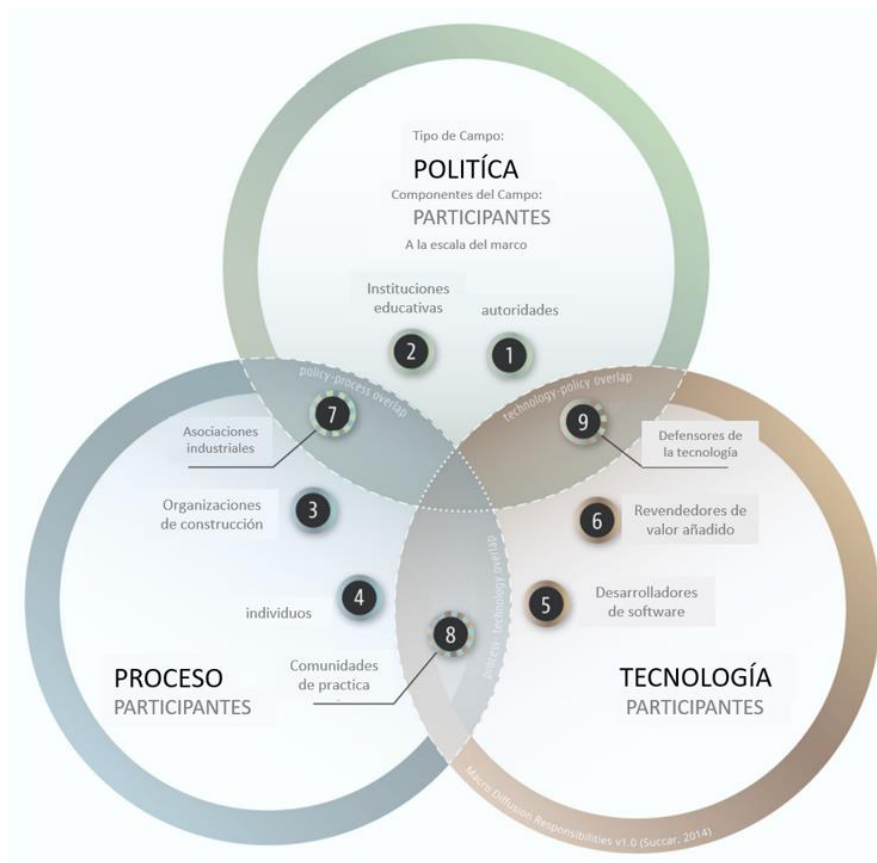 Tipo de Campo:
POLITÍCA
Componentes del Campo:
PARTICIPANTES
A la escala del marco
Instituciones
educativas
autoridades
2
1
policy-process overlap
technology-policy overlap
7
9
Asociaciones
industriales
Defensores de
la tecnología
Organizaciones
de construcción
3
6
Revendedores de
valor añadido
individuos
4
5
Desarrolladores
de software
process- technology overlap
8
Comunidades
de practica
PROCESO
PARTICIPANTES
TECNOLOGÍA
PARTICIPANTES
Macro Diffusion Responsibilities v1.0 (Succar, 2014)